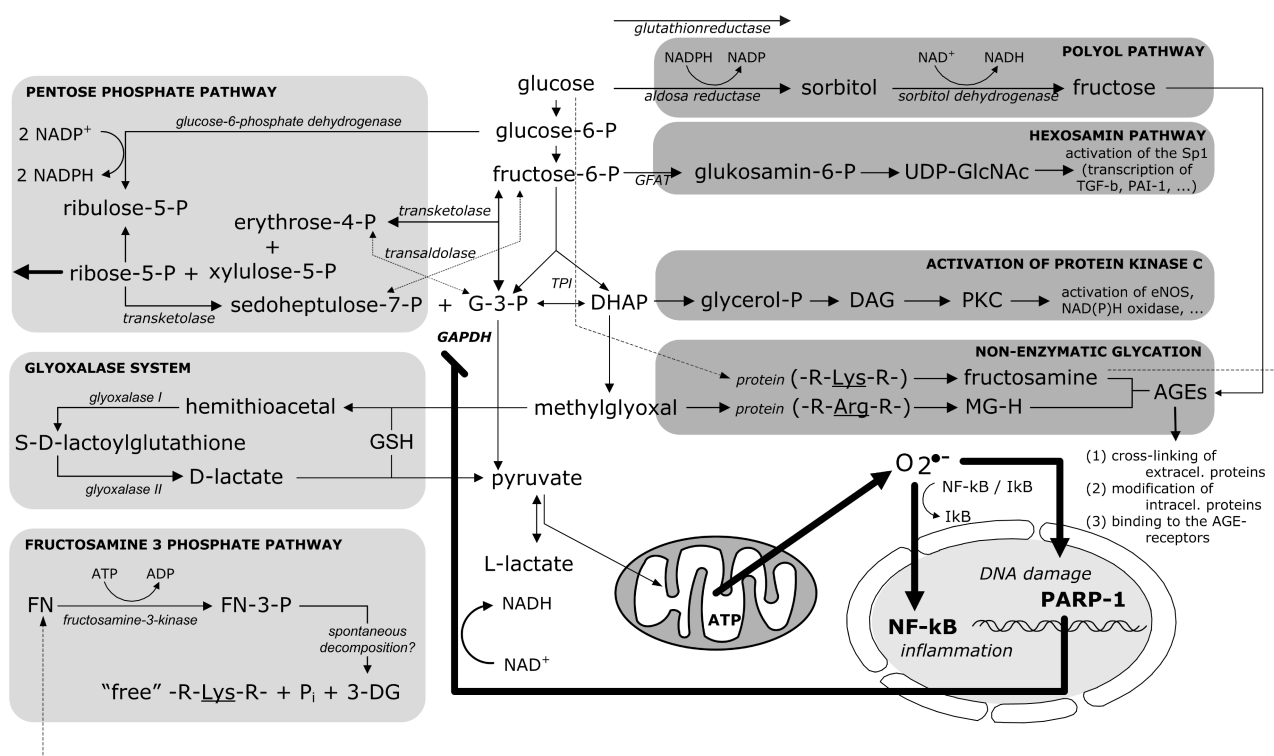 glutathionreductase
POLYOL PATHWAY
NADPH NADP
NAD+ NADH
glucose
aldosa reductase
sorbitol
sorbitol dehydrogenase
fructose
PENTOSE PHOSPHATE PATHWAY
glucose-6-phosphate dehydrogenase
2 NADP+
2 NADPH
ribulose-5-P
glucose-6-P
fructose-6-P
HEXOSAMIN PATHWAY
GFAT
glukosamin-6-P
UDP-GlcNAc
activation of the Sp1
(transcription of
TGF-b, PAI-1, ...)
erythrose-4-P
transketolase
+
transaldolase
ribose-5-P + xylulose-5-P
transketolase
sedoheptulose-7-P + G-3-P
TPI
DHAP
GAPDH
ACTIVATION OF PROTEIN KINASE C
glycerol-P
DAG
PKC
activation of eNOS,
NAD(P)H oxidase, ...
NON-ENZYMATIC GLYCATION
protein (-R-Lys-R-)
fructosamine
protein (-R-Arg-R-)
MG-H
AGEs
GLYOXALASE SYSTEM
glyoxalase I
hemithioacetal
methylglyoxal
S-D-lactoylglutathione
GSH
glyoxalase II
D-lactate
pyruvate
L-lactate
NADH
NAD+
ATP
O2•-
NF-kB / IkB
IkB
(1) cross-linking of
extracel. proteins
(2) modification of
intracel. proteins
(3) binding to the AGE-
receptors
DNA damage
PARP-1
NF-kB
inflammation
FRUCTOSAMINE 3 PHOSPHATE PATHWAY
ATP ADP
FN
fructosamine-3-kinase
FN-3-P
spontaneous
decomposition?
“free” -R-Lys-R- + Pi + 3-DG